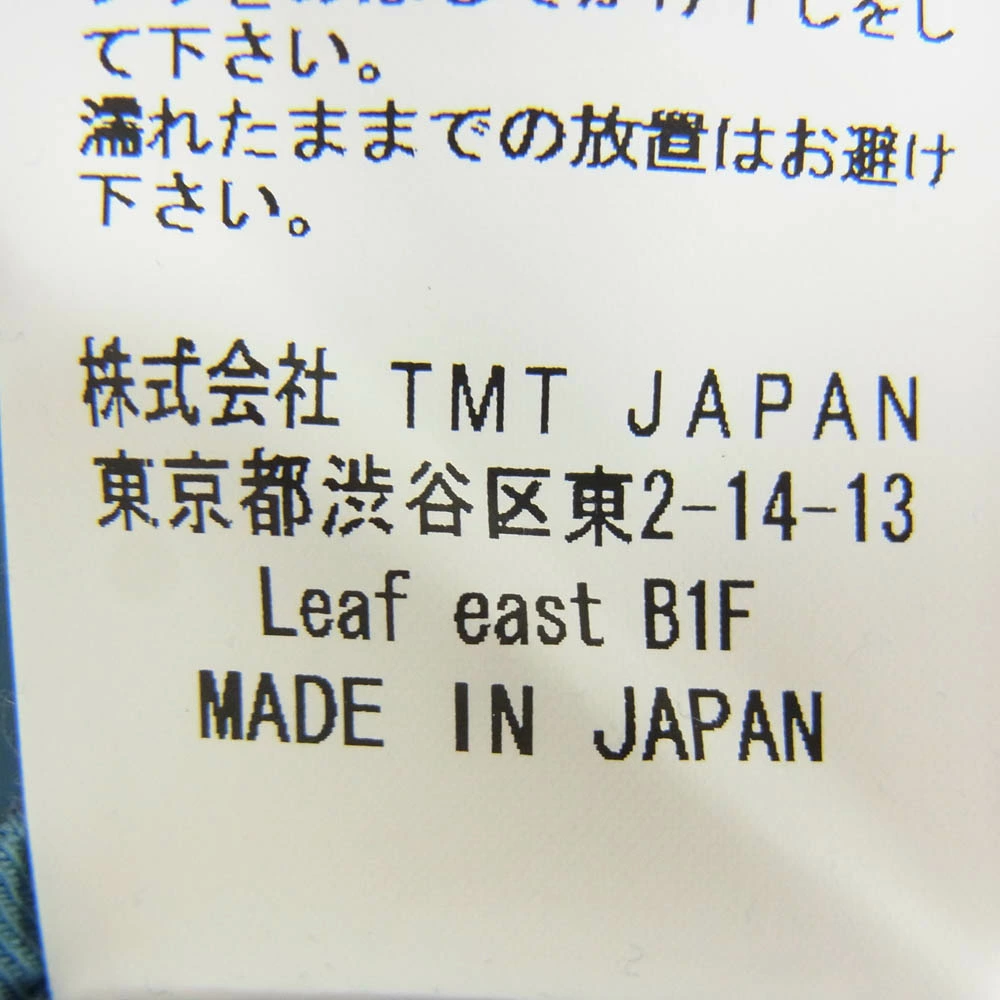 て下さい。
濡れたままでの放置はお避け
下さい。
株式会社 TMT JAPAN
東京都渋谷区東2-14-13
Leaf east B1F
MADE IN JAPAN